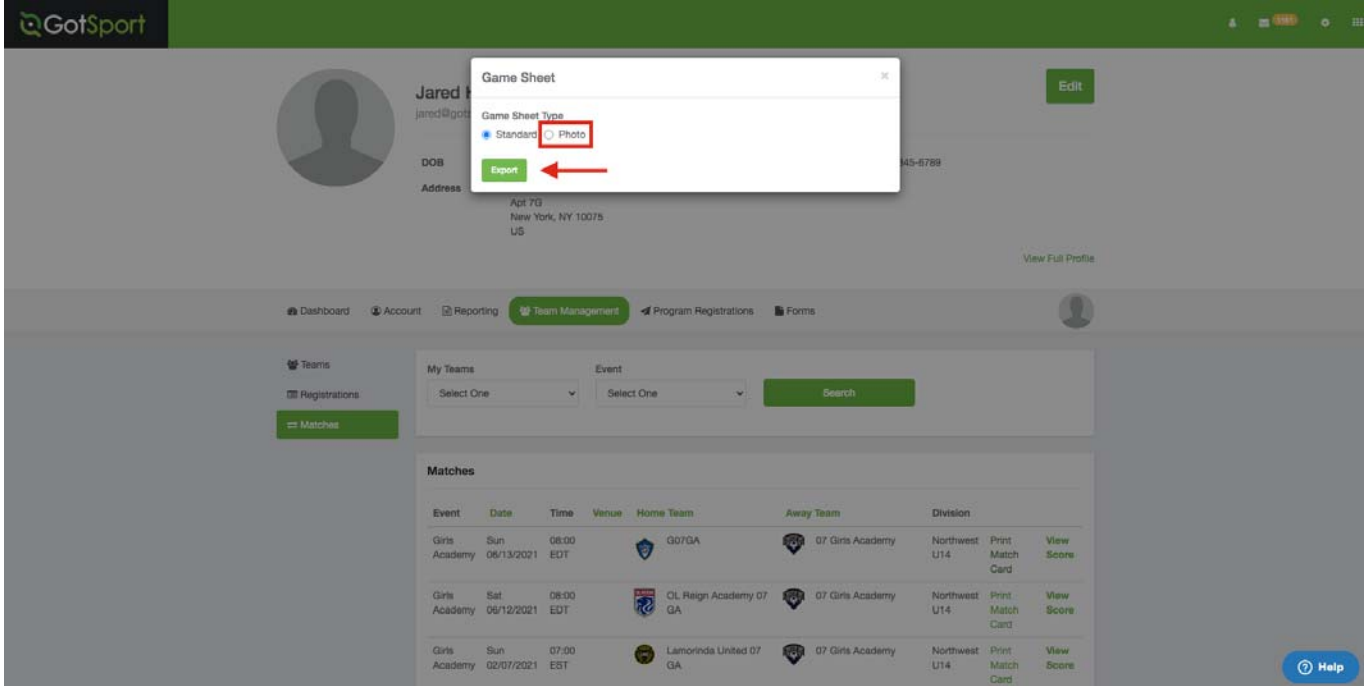 GotSport
Game Sheet
×
Edit
Jared
Game Sheet Type
Standard
Photo
DOB
Export
45-6789
Address
Apt 7G
New York, NY 10075
US
View Full Profile
Dashboard
Account
Reporting
Team Management
Program Registrations
Forms
Teams
My Teams
Event
Select One
Select One
Search
Registrations
Matches
Matches
Event Date Time Venue Home Team Away Team Division
Girls Sun 08:00 G07GA 07 Girls Academy Northwest Print View
Academy 06/13/2021 EDT U14 Match Score
Card
Girls Sat 08:00 OL Reign Academy 07 07 Girls Academy Northwest Print View
Academy 06/12/2021 EDT GA U14 Match Score
Card
Girls Sun 07:00 Lamorinda United 07 07 Girls Academy Northwest Print View
Academy 02/07/2021 EST GA U14 Match Score
Card
Help